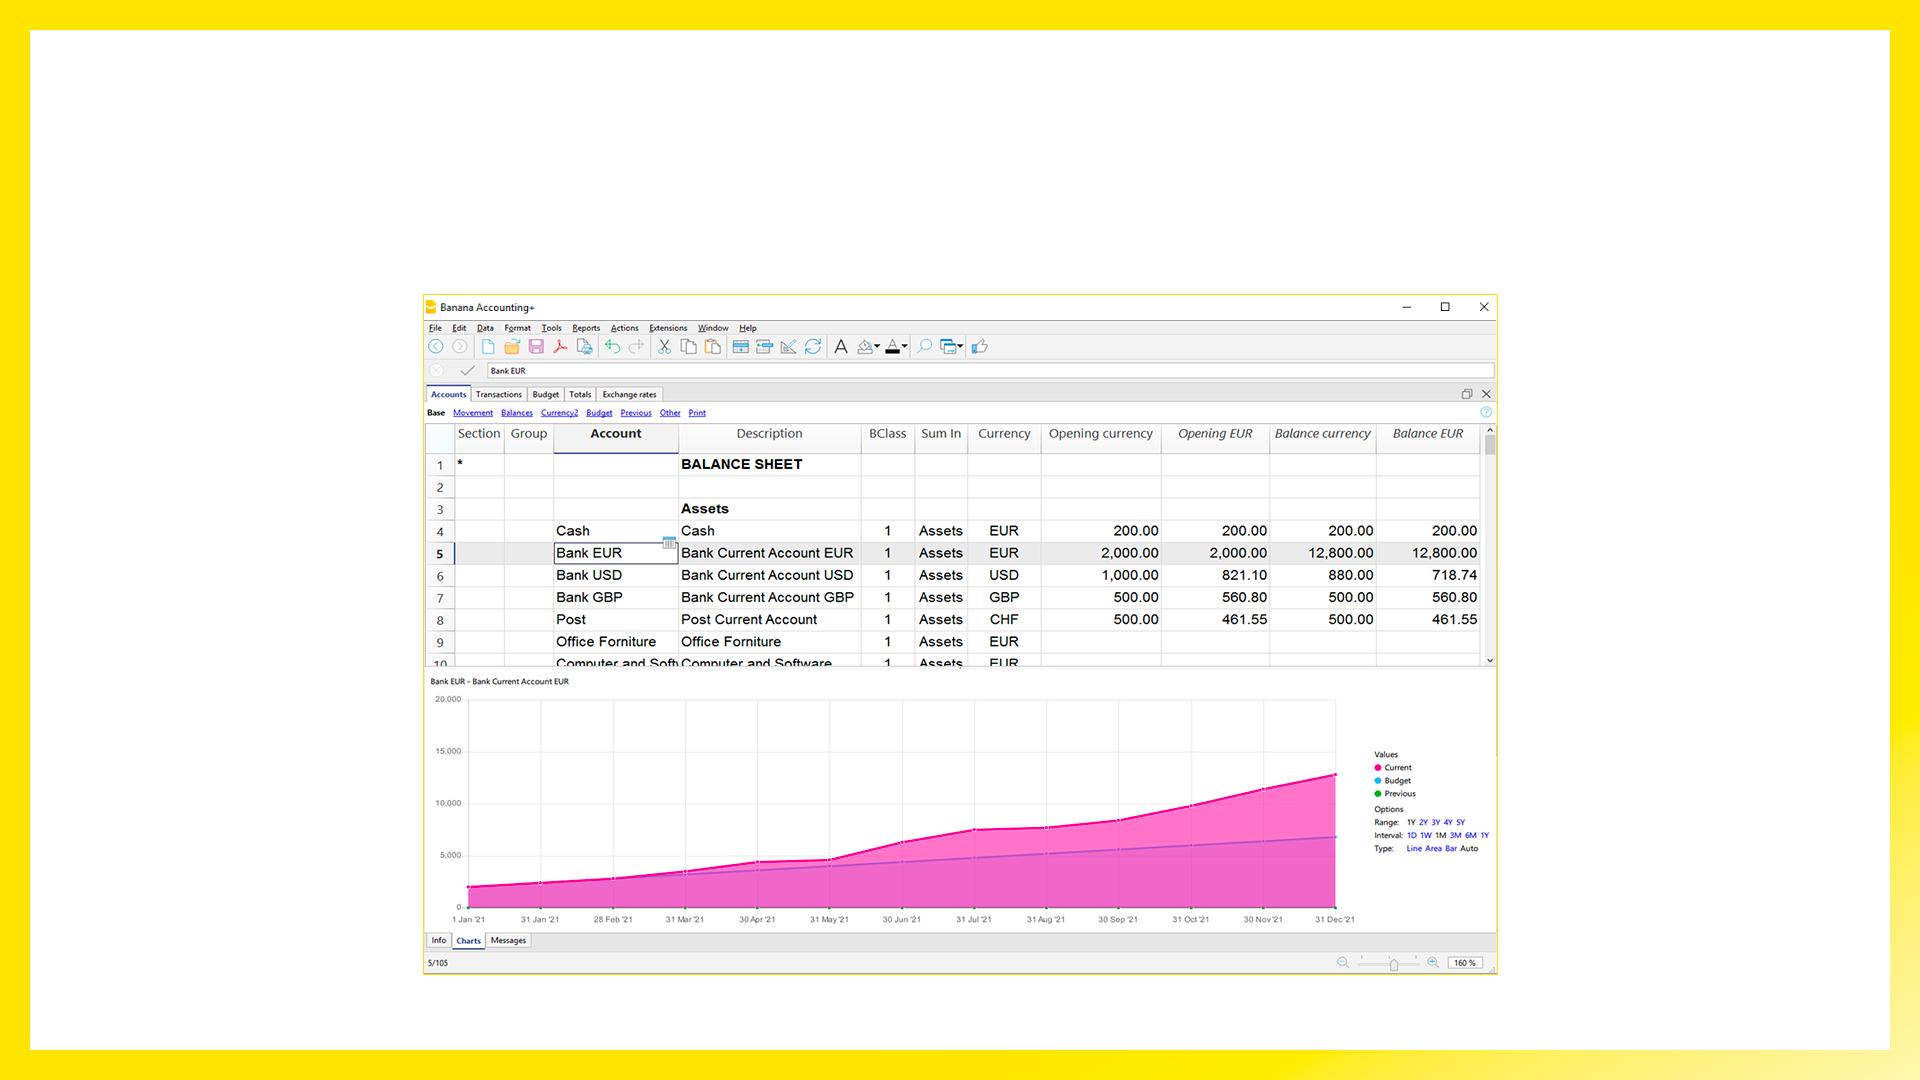 Banana Accounting+
File Edit Data Format Tools Reports Actions Extensions Window Help
Bank EUR
Accounts Transactions Budget Totals Exchange rates
Base Movement Balances Currency2 Budget Previous Other Print
Section Group Account Description BClass Sum In Currency Opening currency Opening EUR Balance currency Balance EUR
1 * BALANCE SHEET
2
3 Assets
4 Cash Cash 1 Assets EUR 200.00 200.00 200.00 200.00
5 Bank EUR Bank Current Account EUR 1 Assets EUR 2,000.00 2,000.00 12,800.00 12,800.00
6 Bank USD Bank Current Account USD 1 Assets USD 1,000.00 821.10 880.00 718.74
7 Bank GBP Bank Current Account GBP 1 Assets GBP 500.00 560.80 500.00 560.80
8 Post Post Current Account 1 Assets CHF 500.00 461.55 500.00 461.55
9 Office Forniture Office Forniture 1 Assets EUR
10 Computer and Softw Computer and Software 1 Assets EUR
Bank EUR - Bank Current Account EUR
20,000
15,000
10,000
5,000
0
1 Jan '21 31 Jan '21 28 Feb '21 31 Mar '21 30 Apr '21 31 May '21 30 Jun '21 31 Jul '21 31 Aug '21 30 Sep '21 31 Oct '21 30 Nov '21 31 Dec '21
Values
Current
Budget
Previous
Options
Range: 1Y 2Y 3Y 4Y 5Y
Interval: 1D 1W 1M 3M 6M 1Y
Type: Line Area Bar Auto
Info Charts Messages
5/105
160 %